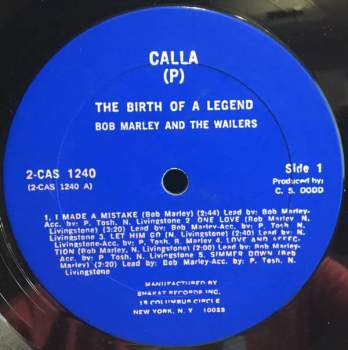 CALLA
(P)
THE BIRTH OF A LEGEND
BOB MARLEY AND THE WAILERS
2-CAS 1240
(2-CAS 1240 A)
Side 1
Produced by:
C. S. DODD
1. I MADE A MISTAKE (Bob Marley) (2:44) Lead by: Bob Marley-
Acc. by: P. Tosh, N. Livingstone 2. ONE LOVE (Bob Marley, N.
Livingstone) (3:20) Lead by: Bob Marley-Acc. by: P. Tosh, N.
Livingstone 3. LET HIM GO (N. Livingstone) (2:40) Lead by: N.
Livingstone-Acc. by: P. Tosh, B. Marley 4. LOVE AND AFFEC-
TION (Bob Marley, N. Livingstone) (2:40) Lead by: Bob Marley-
Acc. by: P. Tosh, N. Livingstone 5. SIMMER DOWN (Bob
Marley) (2:20) Lead by: Bob Marley-Acc. by: P. Tosh, N.
Livingstone
MANUFACTURED BY
SHAKAT RECORDS INC.
15 COLUMBUS CIRCLE
NEW YORK, N. Y 10023